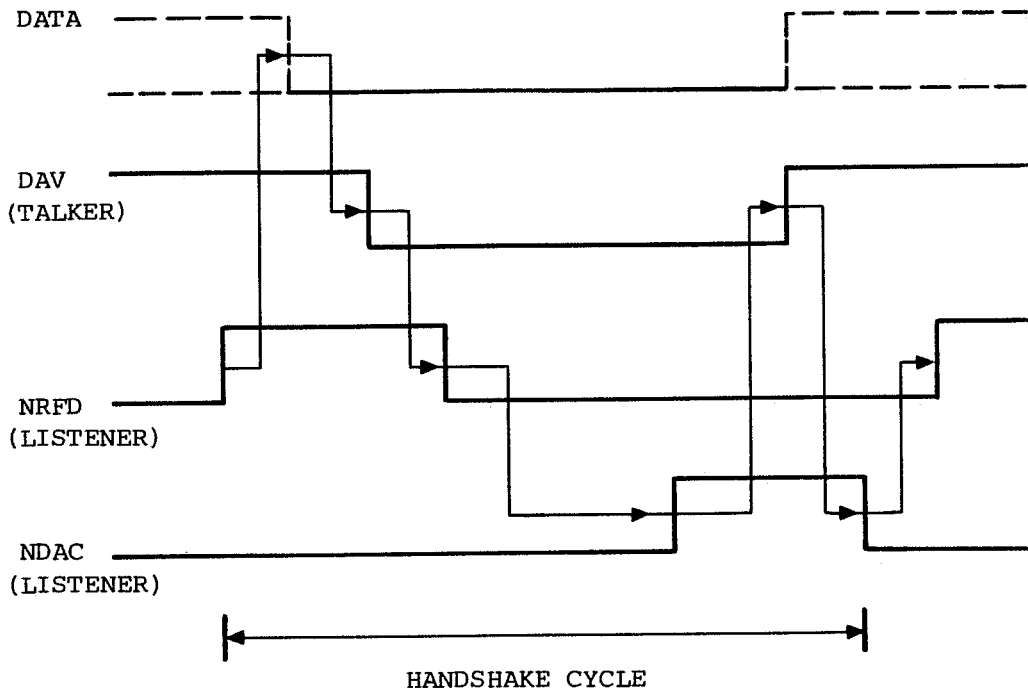 DATA
DAV
(TALKER)
NRFD
(LISTENER)
NDAC
(LISTENER)
HANDSHAKE CYCLE